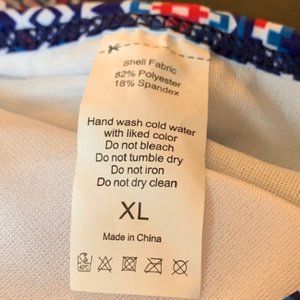 Shell Fabric
82% Polyester
18% Spandex
Hand wash cold water
with liked color
Do not bleach
Do not tumble dry
Do not iron
Do not dry clean
XL
Made in China